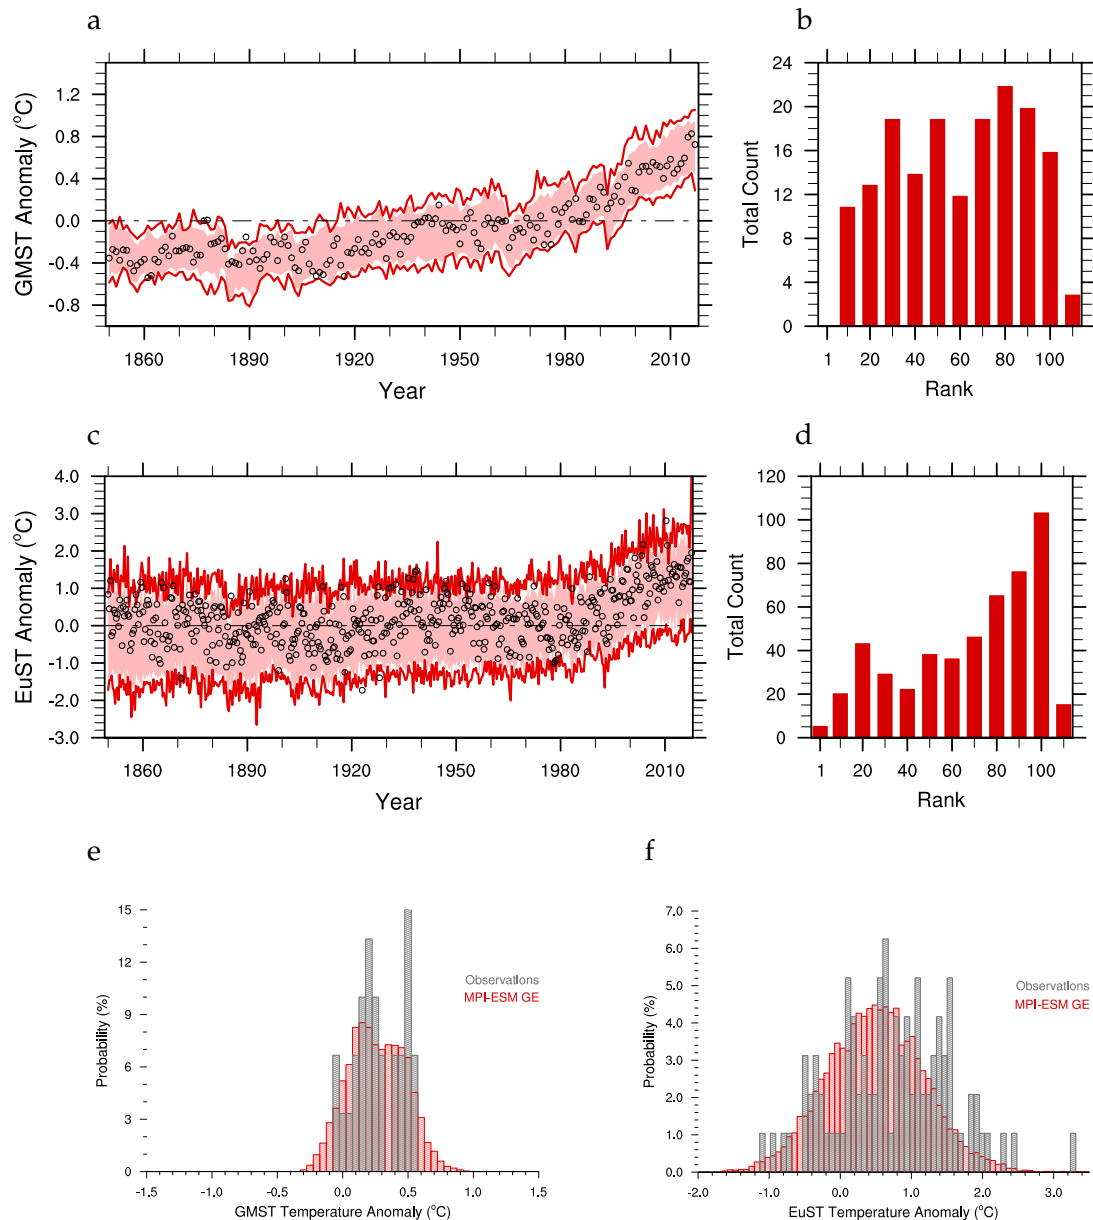 a
GMST Anomaly (°C)
1.2
0.8
0.4
0.0
-0.4
-0.8
1860 1890 1920 1950 1980 2010
Year
b
Total Count
24
20
16
12
8
4
0
1 20 40 60 80 100
Rank
c
EuST Anomaly (°C)
4.0
3.0
2.0
1.0
0.0
-1.0
-2.0
-3.0
1860 1890 1920 1950 1980 2010
Year
d
Total Count
120
100
80
60
40
20
0
1 20 40 60 80 100
Rank
e
Probability (%)
15
12
9
6
3
0
Observations
MPI-ESM GE
-1.5 -1.0 -0.5 0.0 0.5 1.0 1.5
GMST Temperature Anomaly (°C)
f
Probability (%)
7.0
6.0
5.0
4.0
3.0
2.0
1.0
0.0
Observations
MPI-ESM GE
-2.0 -1.0 0.0 1.0 2.0 3.0
EuST Temperature Anomaly (°C)